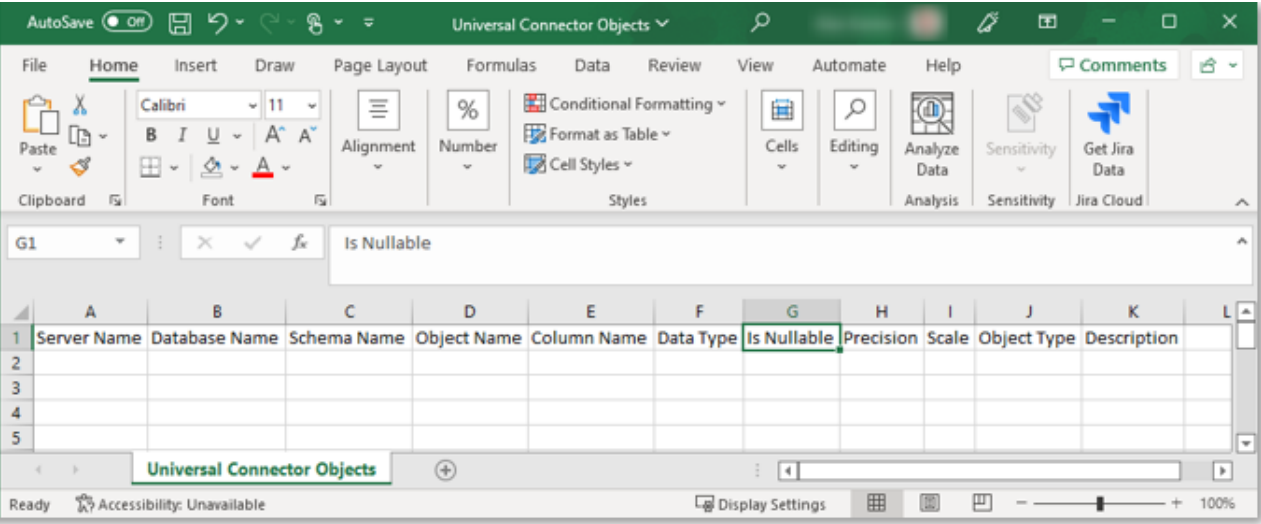 AutoSave Off Universal Connector Objects
File Home Insert Draw Page Layout Formulas Data Review View Automate Help Comments
Calibri 11 Conditional Formatting
B I U A A Format as Table
Paste Alignment % Number Cell Styles Cells Editing Analyze Data Sensitivity Get Jira Data
A
Clipboard Font Styles Analysis Sensitivity Jira Cloud
G1 fx Is Nullable
A B C D E F G H I J K L
1 Server Name Database Name Schema Name Object Name Column Name Data Type Is Nullable Precision Scale Object Type Description
2
3
4
5
Universal Connector Objects
Ready Accessibility: Unavailable Display Settings 100%